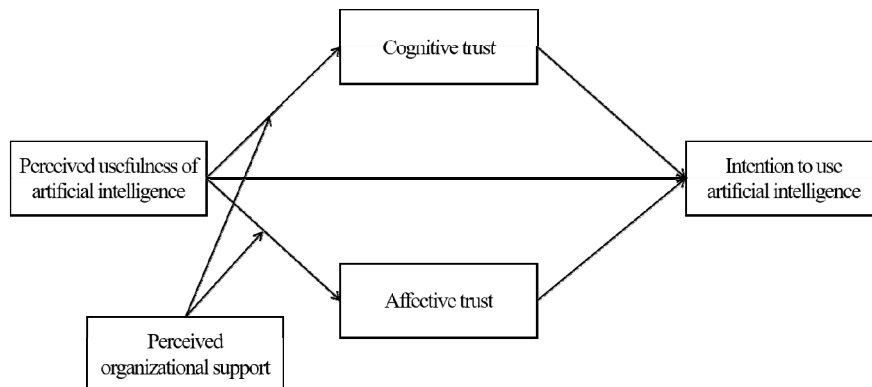 Cognitive trust
Perceived usefulness of
artificial intelligence
Intention to use
artificial intelligence
Affective trust
Perceived
organizational support